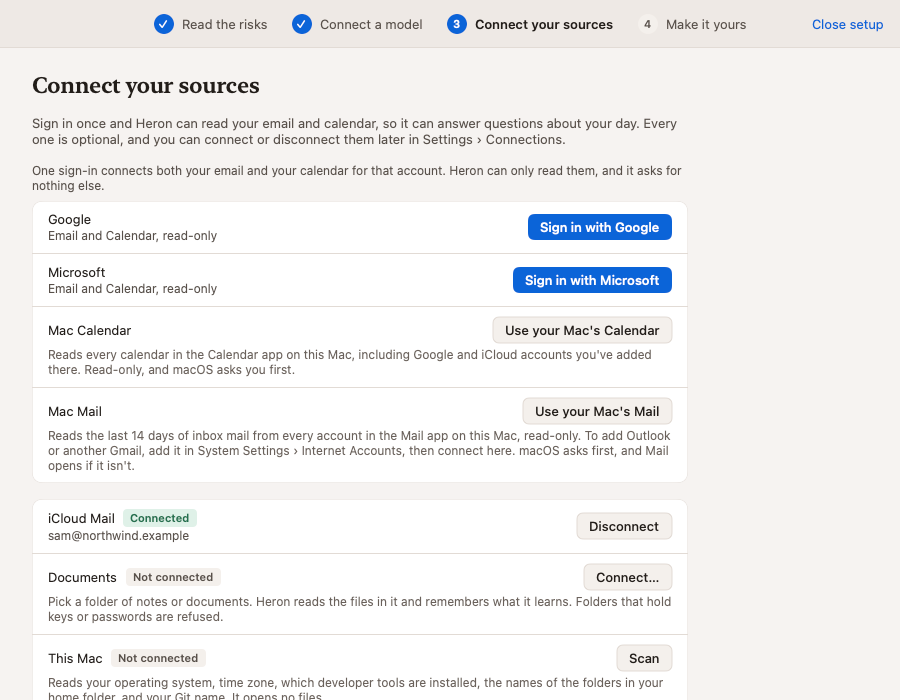 Read the risks
Connect a model
3 Connect your sources
4 Make it yours
Close setup
Connect your sources
Sign in once and Heron can read your email and calendar, so it can answer questions about your day. Every
one is optional, and you can connect or disconnect them later in Settings › Connections.
One sign-in connects both your email and your calendar for that account. Heron can only read them, and it asks for
nothing else.
Google
Email and Calendar, read-only
Sign in with Google
Microsoft
Email and Calendar, read-only
Sign in with Microsoft
Mac Calendar
Use your Mac's Calendar
Reads every calendar in the Calendar app on this Mac, including Google and iCloud accounts you've added
there. Read-only, and macOS asks you first.
Mac Mail
Use your Mac's Mail
Reads the last 14 days of inbox mail from every account in the Mail app on this Mac, read-only. To add Outlook
or another Gmail, add it in System Settings › Internet Accounts, then connect here. macOS asks first, and Mail
opens if it isn't.
iCloud Mail Connected
sam@northwind.example
Disconnect
Documents Not connected
Connect...
Pick a folder of notes or documents. Heron reads the files in it and remembers what it learns. Folders that hold
keys or passwords are refused.
This Mac Not connected
Scan
Reads your operating system, time zone, which developer tools are installed, the names of the folders in your
home folder, and your Git name. It opens no files.